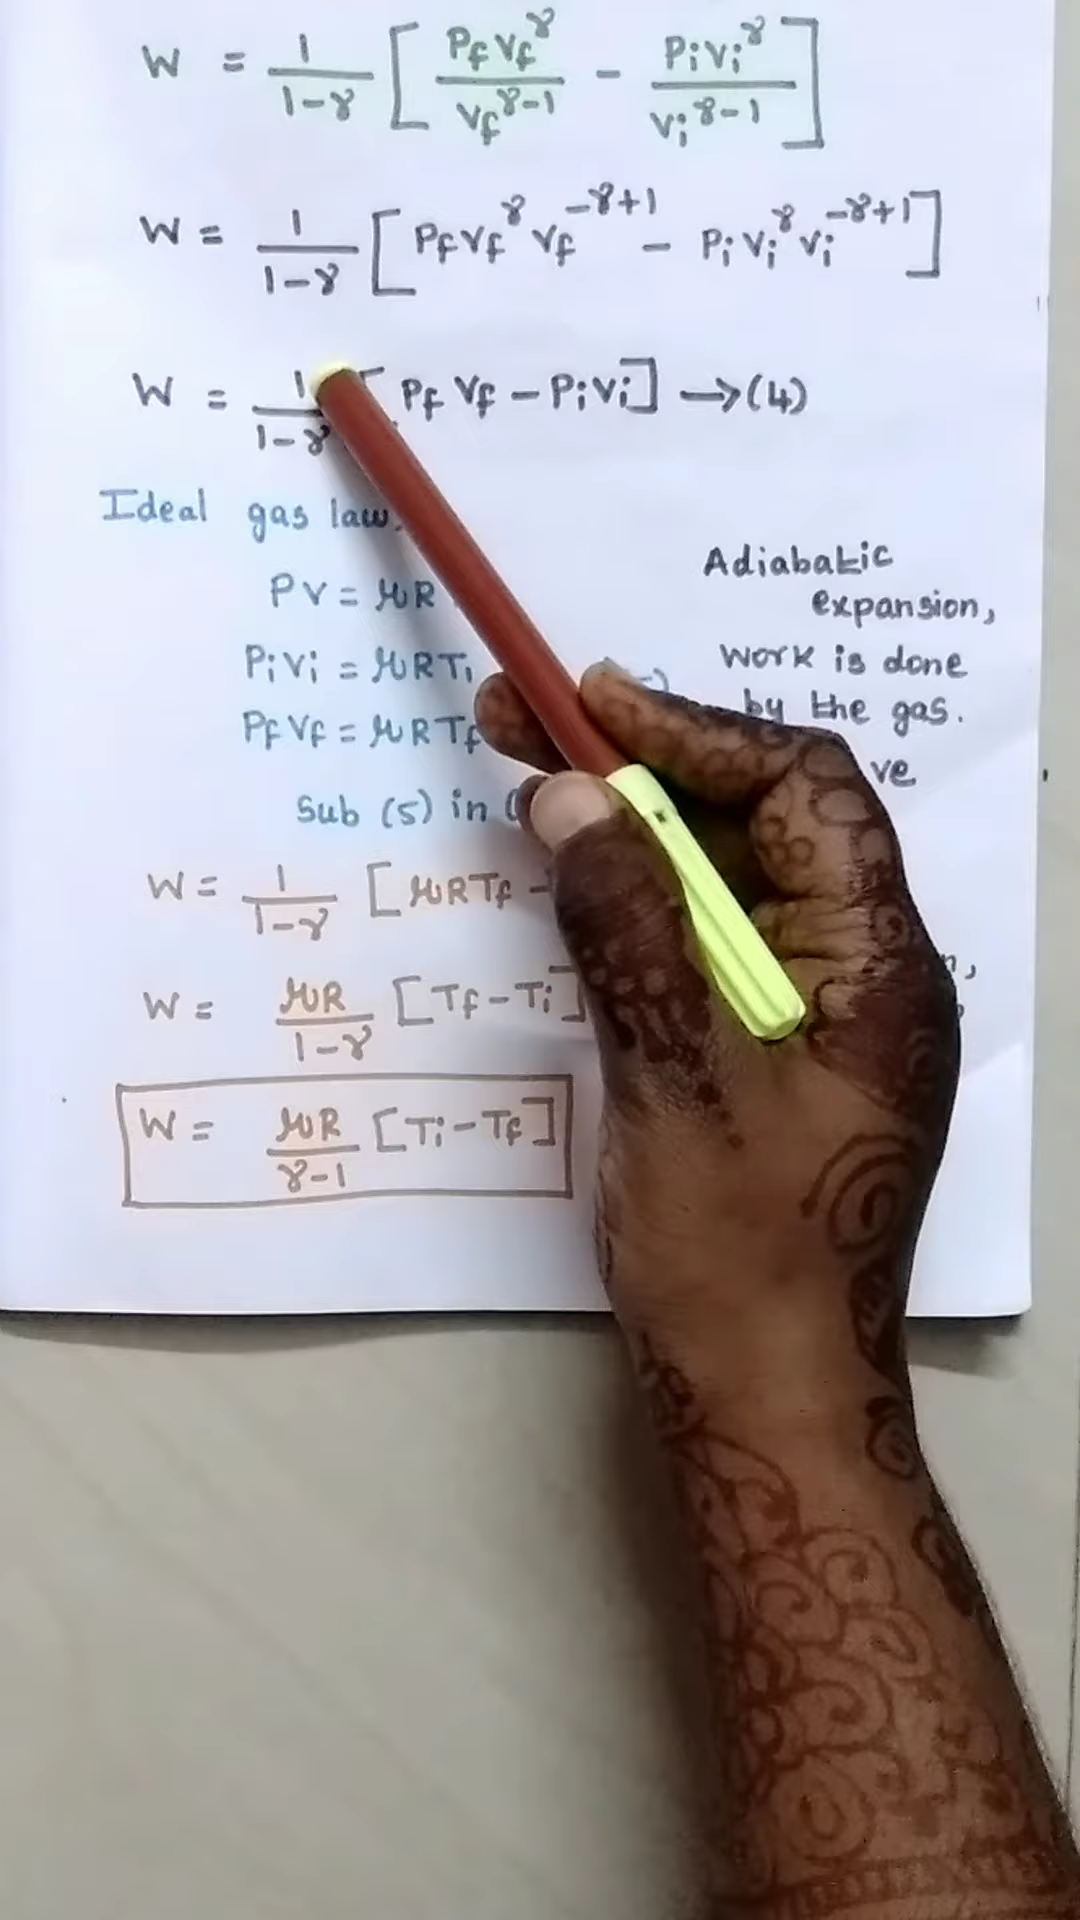 W = 1/(1-γ) [ PfVf^γ / Vf^(γ-1) - PiVi^γ / Vi^(γ-1) ]
W = 1/(1-γ) [ PfVf^γ Vf^(-γ+1) - PiVi^γ Vi^(-γ+1) ]
W = 1/(1-γ) [ PfVf - PiVi ] → (4)
Ideal gas law,
PV = μR
PiVi = μRTi
PfVf = μRTf
Sub (5) in (
W = 1/(1-γ) [ μRTf -
W = μR/(1-γ) [ Tf - Ti ]
W = μR/(γ-1) [ Ti - Tf ]
Adiabatic
expansion,
Work is done
by the gas.
ve